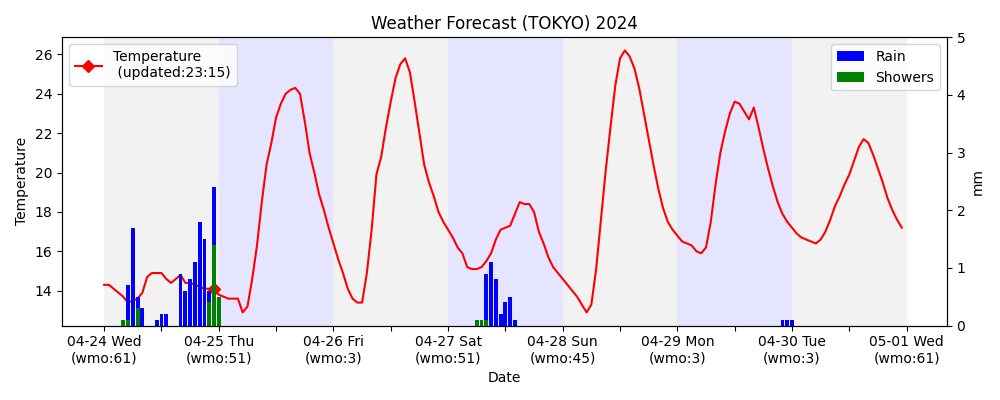 Weather Forecast (TOKYO) 2024
Temperature
(updated:23:15)
Rain
Showers
Temperature
26
24
22
20
18
16
14
5
4
3
2
1
0
mm
04-24 Wed
(wmo:61)
04-25 Thu
(wmo:51)
04-26 Fri
(wmo:3)
04-27 Sat
(wmo:51)
04-28 Sun
(wmo:45)
04-29 Mon
(wmo:3)
04-30 Tue
(wmo:3)
05-01 Wed
(wmo:61)
Date